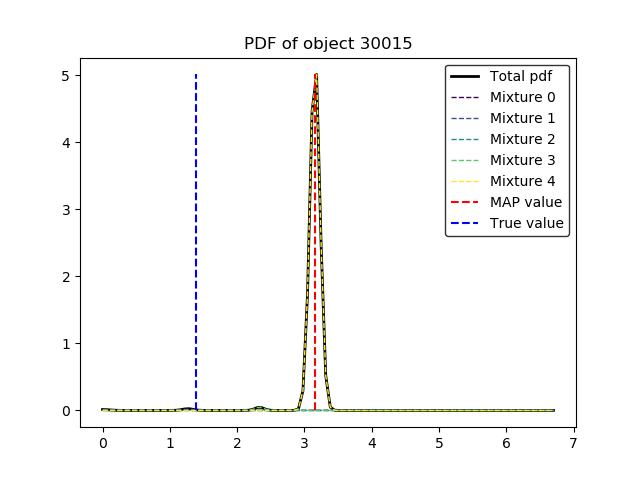 PDF of object 30015
5
4
3
2
1
0
0 1 2 3 4 5 6 7
Total pdf
Mixture 0
Mixture 1
Mixture 2
Mixture 3
Mixture 4
MAP value
True value